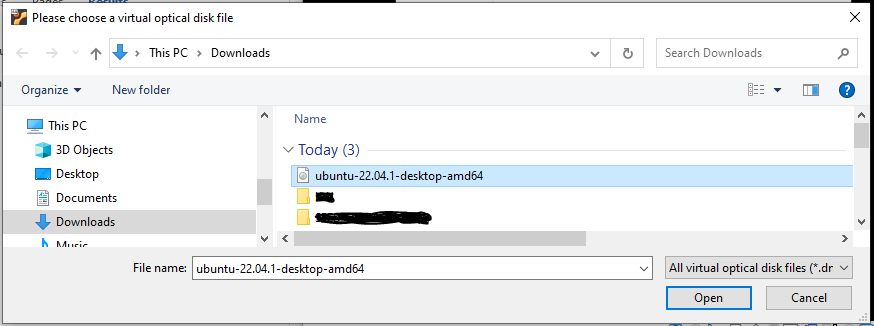 Pages Results
Please choose a virtual optical disk file
This PC > Downloads
Search Downloads
Organize
New folder
This PC
3D Objects
Desktop
Documents
Downloads
Music
Name
Today (3)
ubuntu-22.04.1-desktop-amd64
File name:
ubuntu-22.04.1-desktop-amd64
All virtual optical disk files (*.dr
Open
Cancel